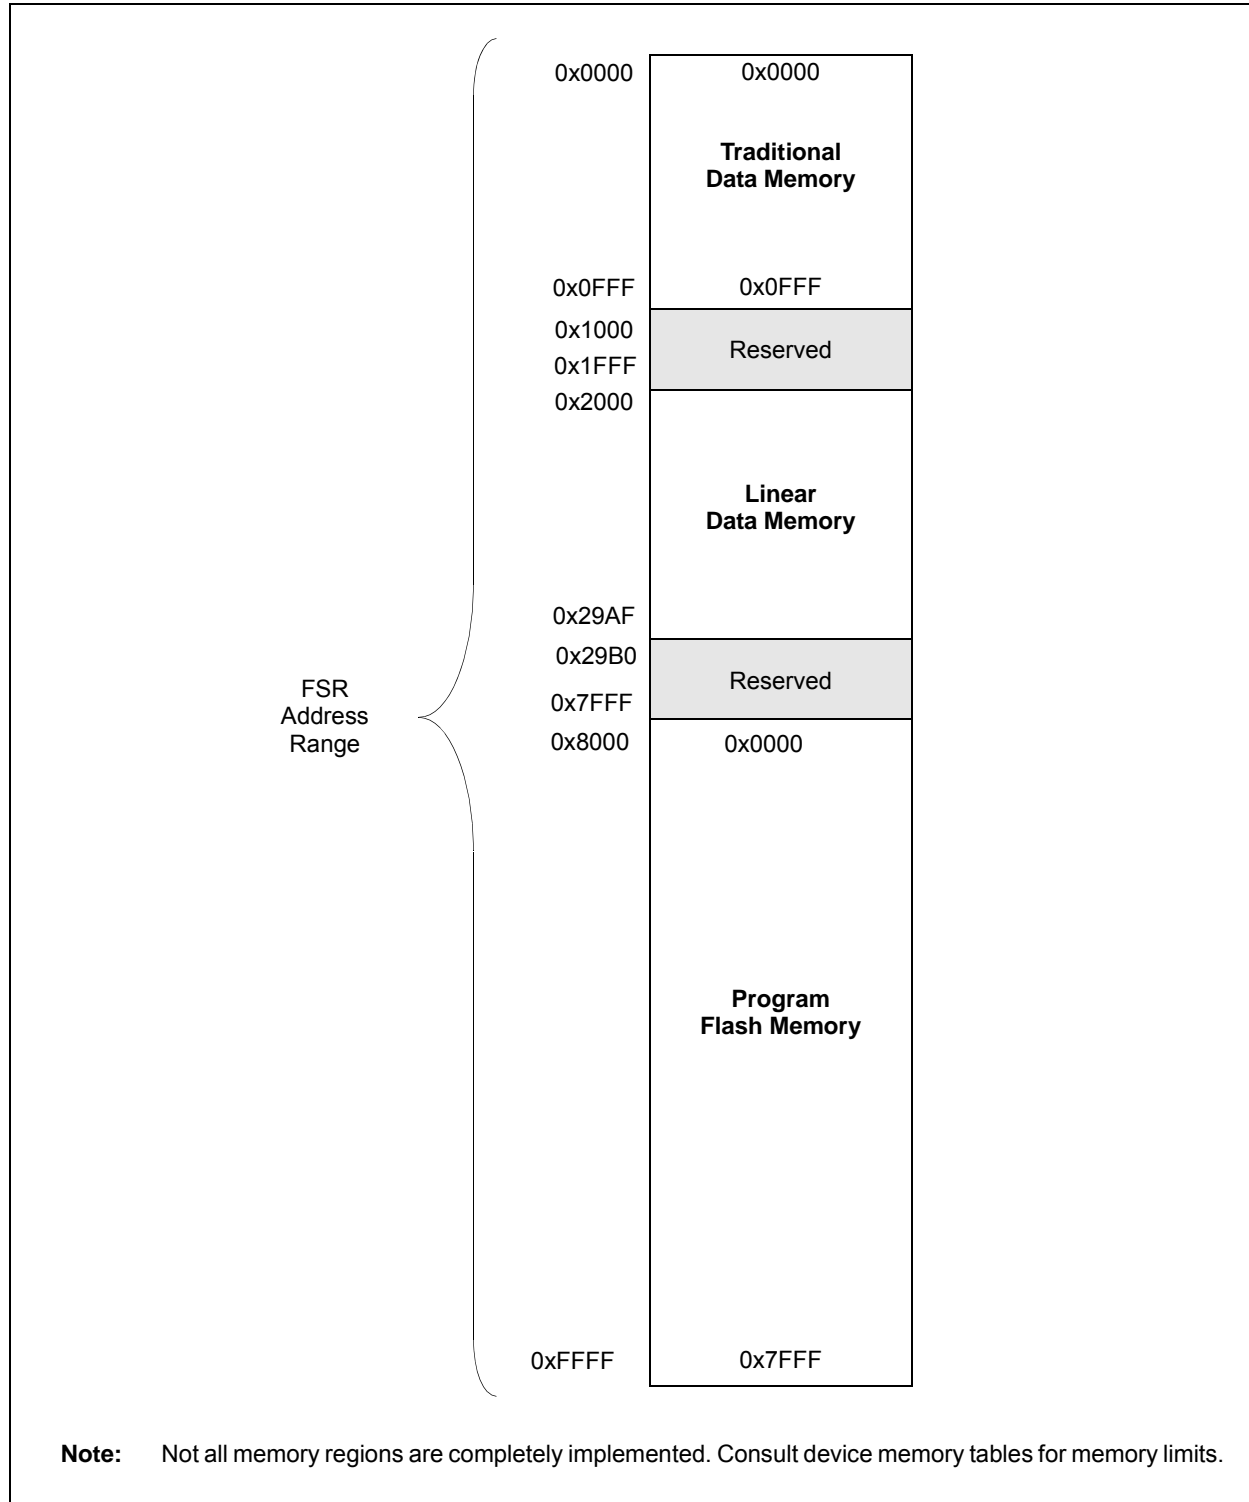 0x0000 0x0000
Traditional
Data Memory
0x0FFF 0x0FFF
0x1000
Reserved
0x1FFF
0x2000
Linear
Data Memory
0x29AF
0x29B0
Reserved
0x7FFF
FSR
Address
Range
0x8000 0x0000
Program
Flash Memory
0xFFFF 0x7FFF
Note: Not all memory regions are completely implemented. Consult device memory tables for memory limits.